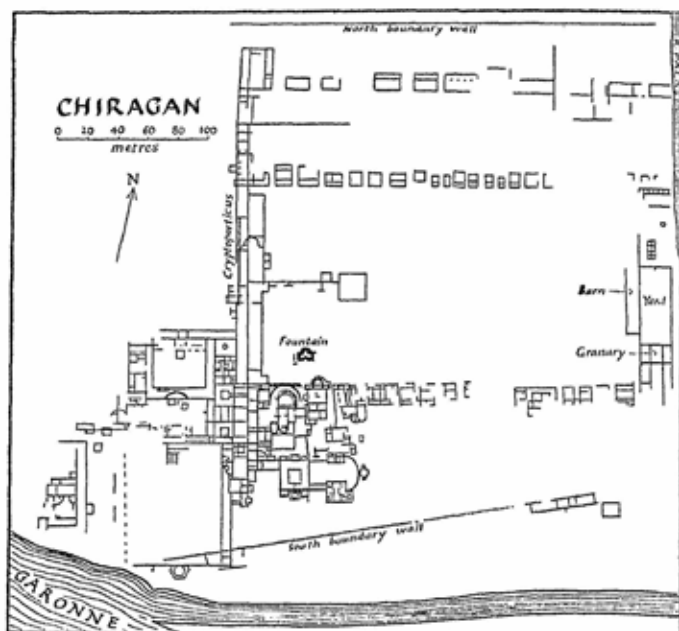 North boundary wall
CHIRAGAN
0 20 40 60 80 100
metres
N
Cryptoporticus
Barn
Yard
Fountain
Granary
South boundary wall
GARONNE